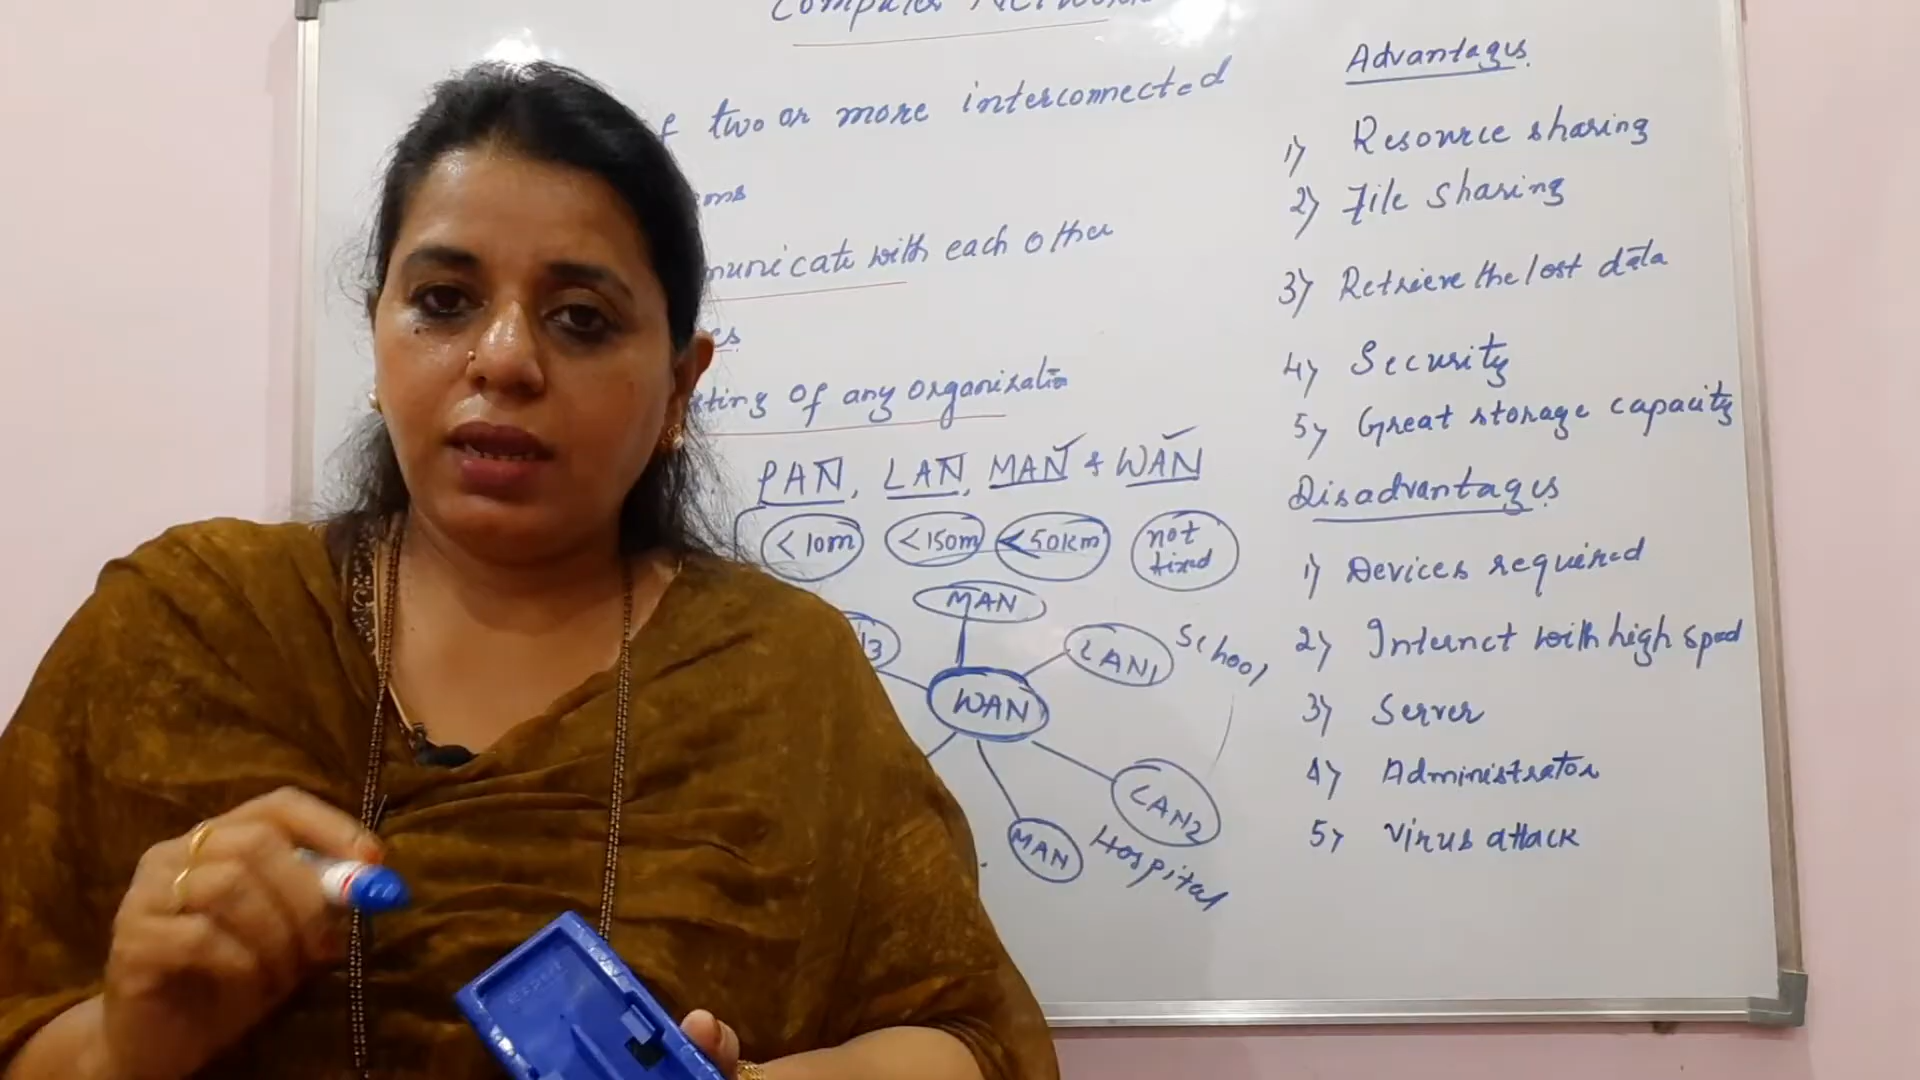 Computer Network
two or more interconnected
municate with each other
sting of any organization
PAN, LAN, MAN & WAN
<10m <150m <50km not
fixed
MAN
LAN1 School
WAN
LAN2
MAN Hospital
Advantages
1) Resource sharing
2) File sharing
3) Retrieve the lost data
4) Security
5) Great storage capacity
Disadvantages
1) Devices required
2) Internet with high speed
3) Server
4) Administrator
5) Virus attack